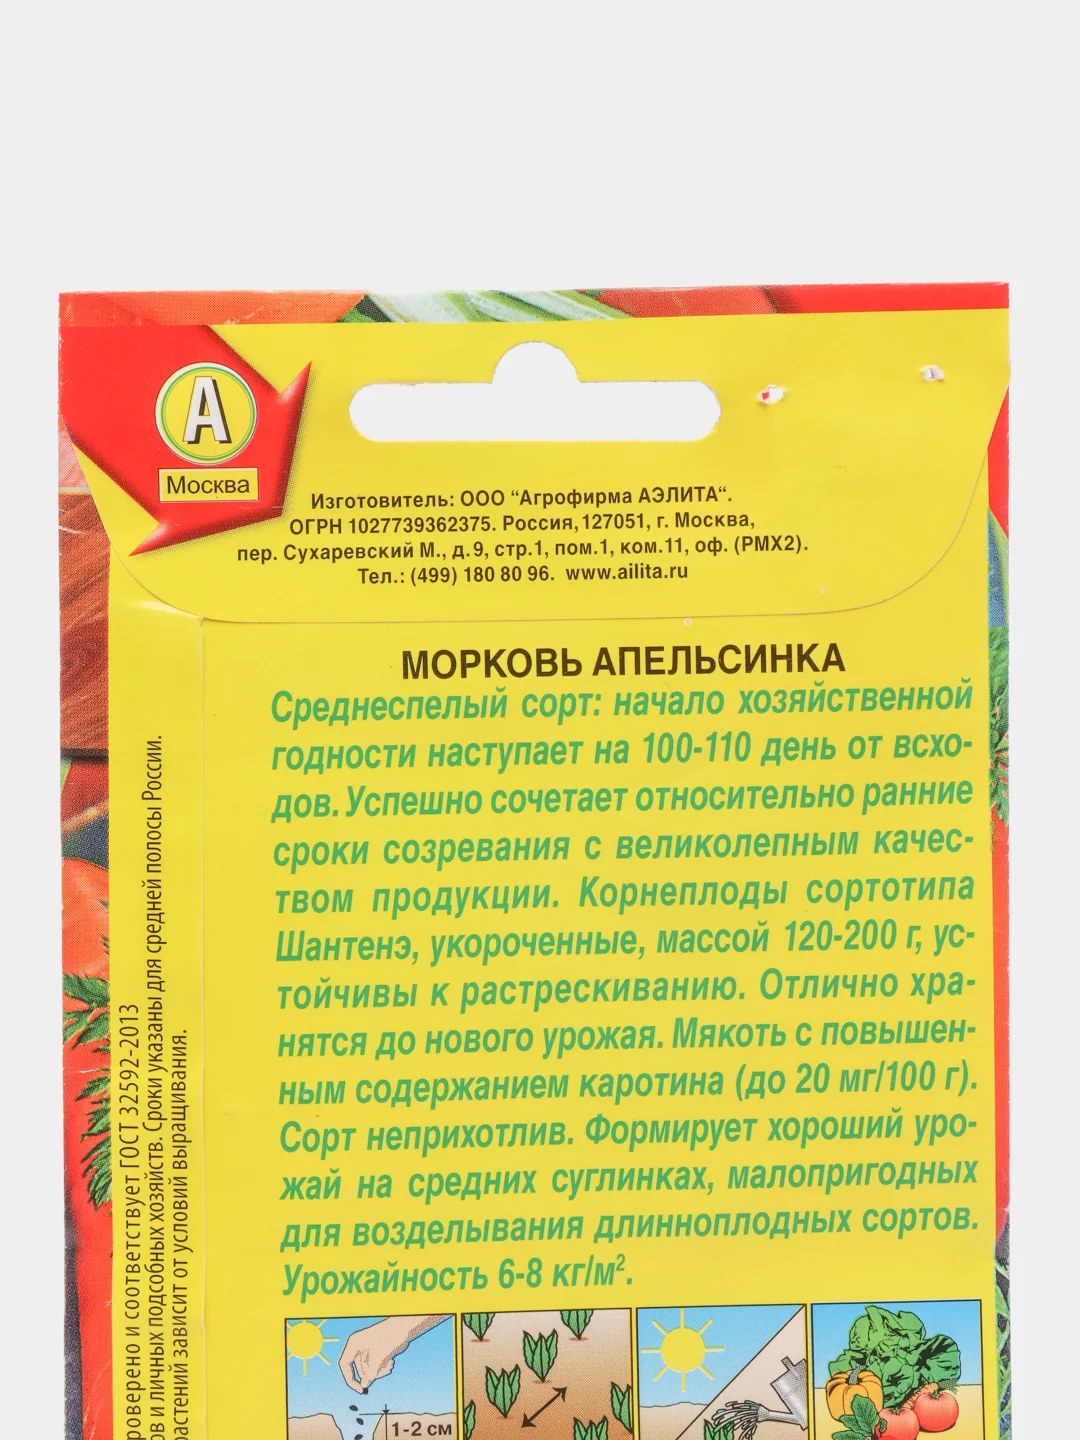 А
Москва
Изготовитель: ООО “Агрофирма АЭЛИТА“.
ОГРН 1027739362375. Россия, 127051, г. Москва,
пер. Сухаревский М., д. 9, стр.1, пом.1, ком.11, оф. (РМХ2).
Тел.: (499) 180 80 96. www.ailita.ru
МОРКОВЬ АПЕЛЬСИНКА
Среднеспелый сорт: начало хозяйственной
годности наступает на 100-110 день от всхо-
дов. Успешно сочетает относительно ранние
сроки созревания с великолепным качес-
твом продукции. Корнеплоды сортотипа
Шантенэ, укороченные, массой 120-200 г, ус-
тойчивы к растрескиванию. Отлично хра-
нятся до нового урожая. Мякоть с повышен-
ным содержанием каротина (до 20 мг/100 г).
Сорт неприхотлив. Формирует хороший уро-
жай на средних суглинках, малопригодных
для возделывания длинноплодных сортов.
Урожайность 6-8 кг/м².
1-2 см
и соответствует ГОСТ 32592-2013
и личных подсобных хозяйств. Сроки указаны для средней полосы России.
растений зависит от условий выращивания.